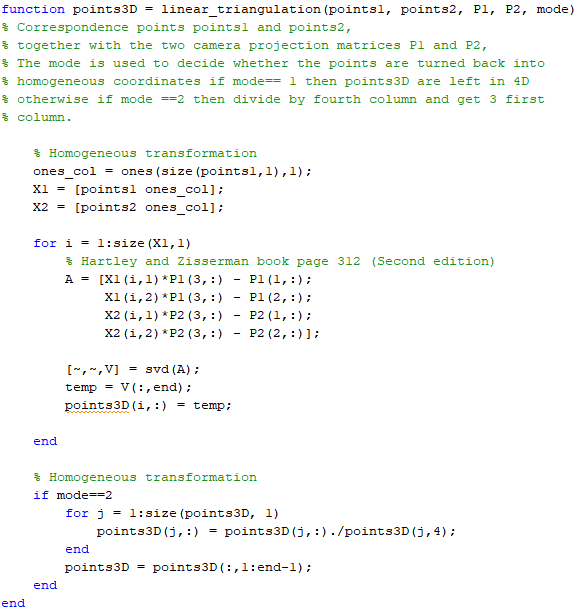 function points3D = linear_triangulation(points1, points2, P1, P2, mode)
% Correspondence points points1 and points2,
% together with the two camera projection matrices P1 and P2,
% The mode is used to decide whether the points are turned back into
% homogeneous coordinates if mode== 1 then points3D are left in 4D
% otherwise if mode ==2 then divide by fourth column and get 3 first
% column.
% Homogeneous transformation
ones_col = ones(size(points1,1),1);
X1 = [points1 ones_col];
X2 = [points2 ones_col];
for i = 1:size(X1,1)
% Hartley and Zisserman book page 312 (Second edition)
A = [X1(i,1)*P1(3,:) - P1(1,:);
X1(i,2)*P1(3,:) - P1(2,:);
X2(i,1)*P2(3,:) - P2(1,:);
X2(i,2)*P2(3,:) - P2(2,:)];
[~,~,V] = svd(A);
temp = V(:,end);
points3D(i,:) = temp;
end
% Homogeneous transformation
if mode==2
for j = 1:size(points3D, 1)
points3D(j,:) = points3D(j,:)./points3D(j,4);
end
points3D = points3D(:,1:end-1);
end
end